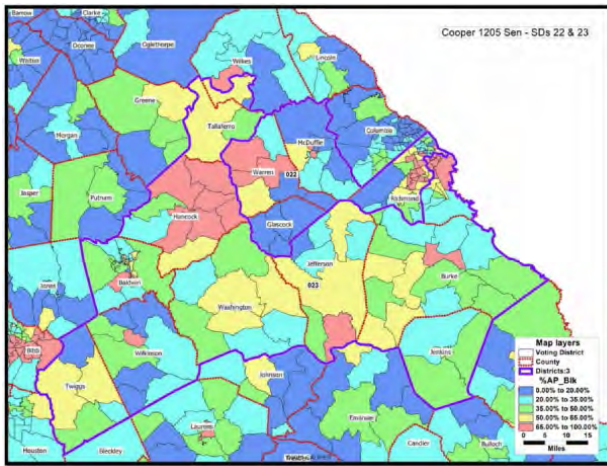 Cooper 1205 Sen - SDs 22 & 23
Barrow
Clarke
Oconee
Oglethorpe
Walton
Wilkes
Lincoln
Greene
Taliaferro
Morgan
McDuffie
Columbia
Warren
022
Richmond
Jasper
Putnam
Hancock
Glascock
Jefferson
Burke
Jones
Baldwin
Washington
023
Bibb
Wilkinson
Jenkins
Johnson
Twiggs
Emanuel
Laurens
Houston
Bleckley
Candler
Bulloch
Map layers
Voting District
County
Districts:3
%AP_Blk
0.00% to 20.00%
20.00% to 35.00%
35.00% to 50.00%
50.00% to 65.00%
65.00% to 100.00%
0 5 10 15
Miles